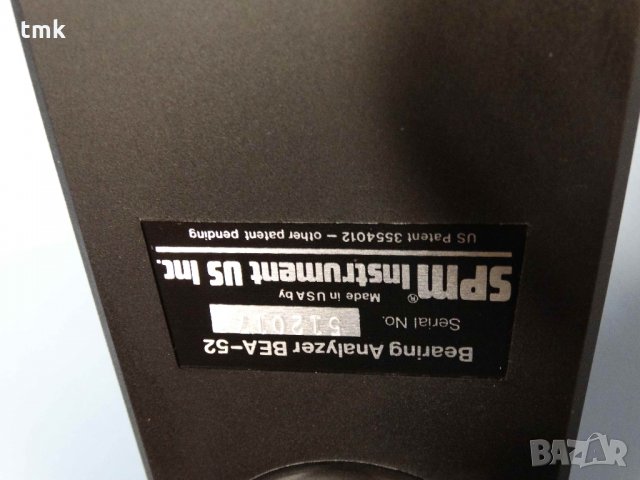 tmk
Bearing Analyzer BEA-52
Serial No.
Made in USA by
SPM® Instrument US Inc.
US Patent 3554012 – other patent pending
BAZAR